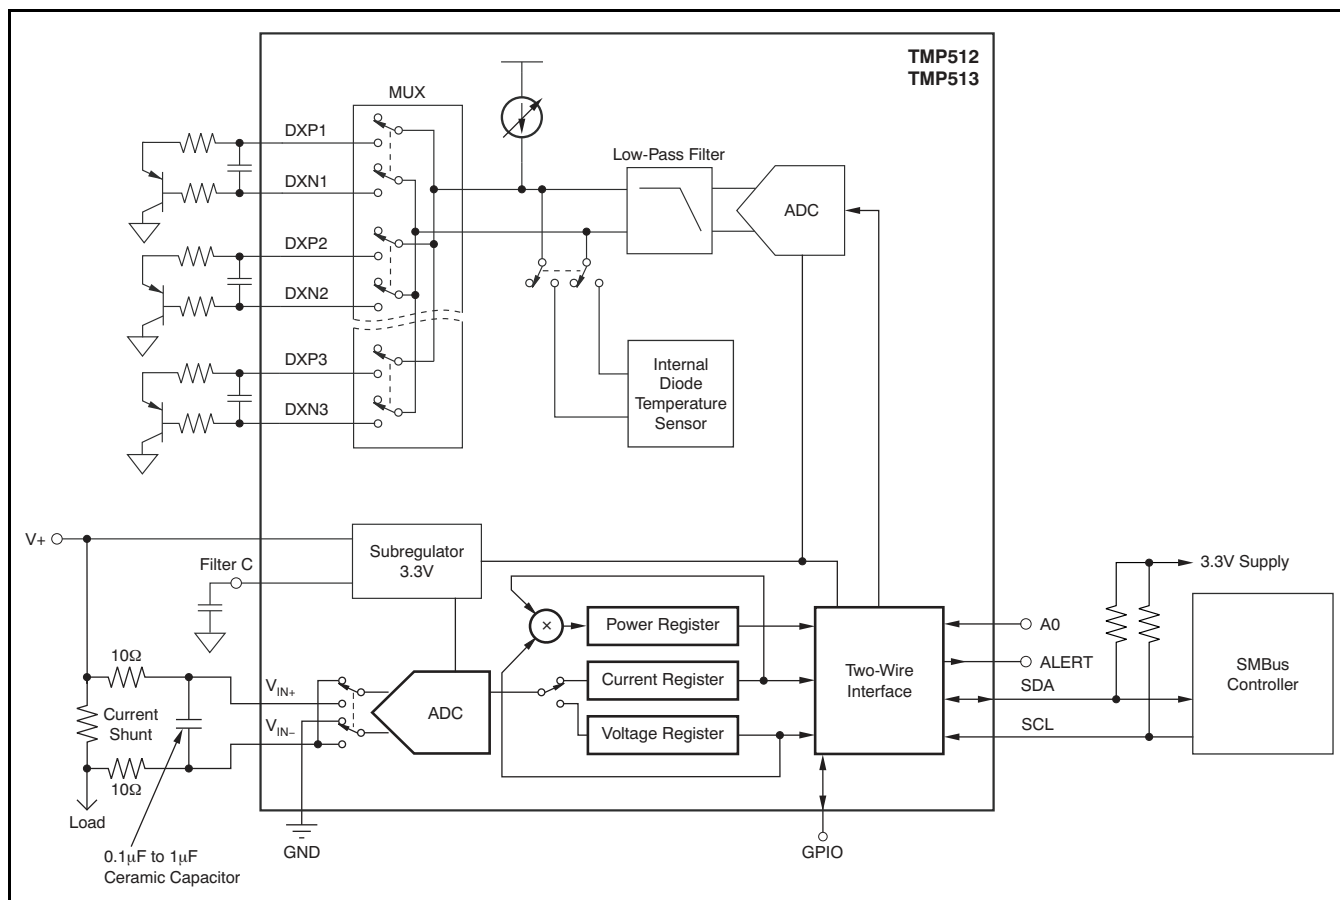 TMP512
TMP513
MUX
DXP1
DXN1
DXP2
DXN2
DXP3
DXN3
Low-Pass Filter
ADC
Internal
Diode
Temperature
Sensor
V+
Filter C
Subregulator
3.3V
3.3V Supply
×
Power Register
Current Register
Voltage Register
Two-Wire
Interface
A0
ALERT
SDA
SCL
SMBus
Controller
10Ω
Current
Shunt
10Ω
Load
VIN+
VIN−
ADC
GND
GPIO
0.1μF to 1μF
Ceramic Capacitor